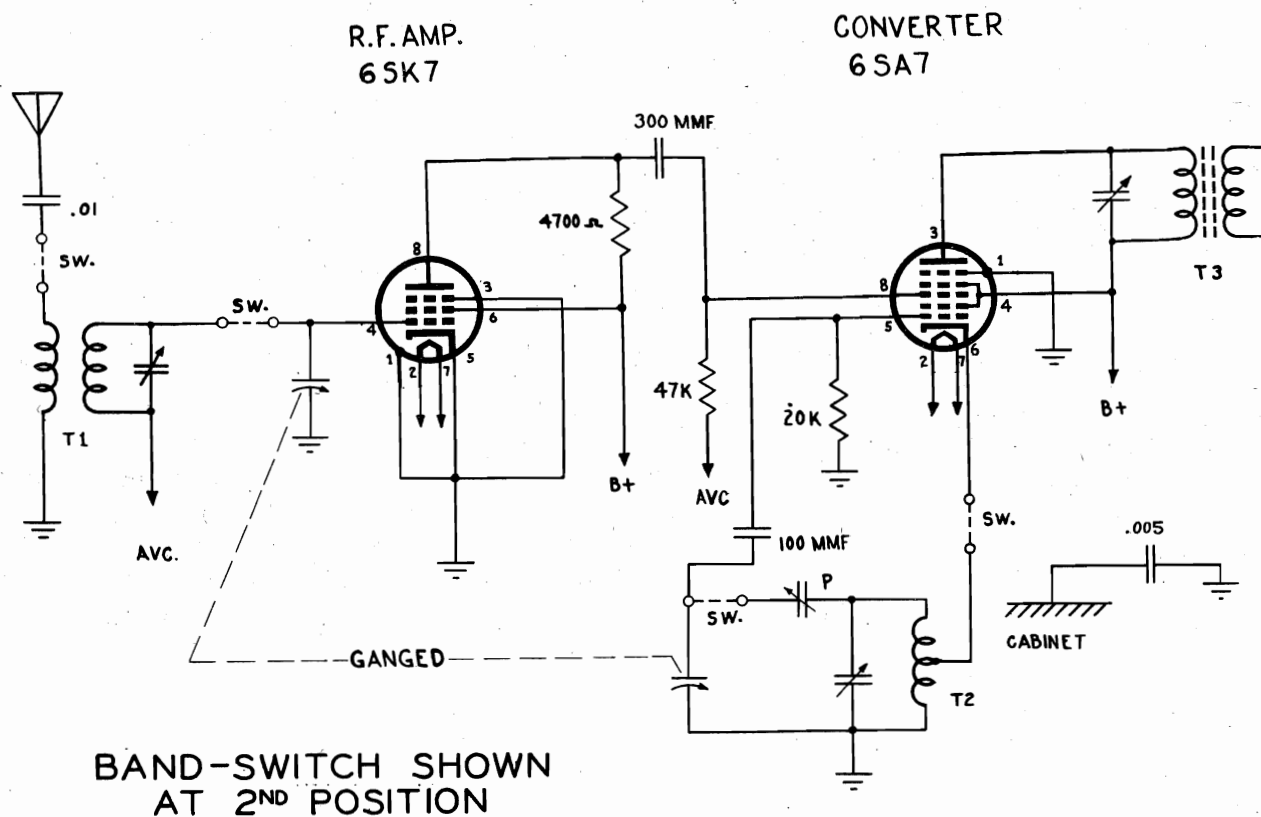 R.F. AMP.
6SK7
CONVERTER
6SA7
300 MMF
.01
SW.
4700 Ω
8
3
6
4
1
2
7
5
SW.
T1
AVC.
B+
47K
AVC
20K
3
1
8
4
5
6
2
7
T3
B+
SW.
100 MMF
P
SW.
T2
.005
CABINET
GANGED
BAND-SWITCH SHOWN
AT 2ND POSITION